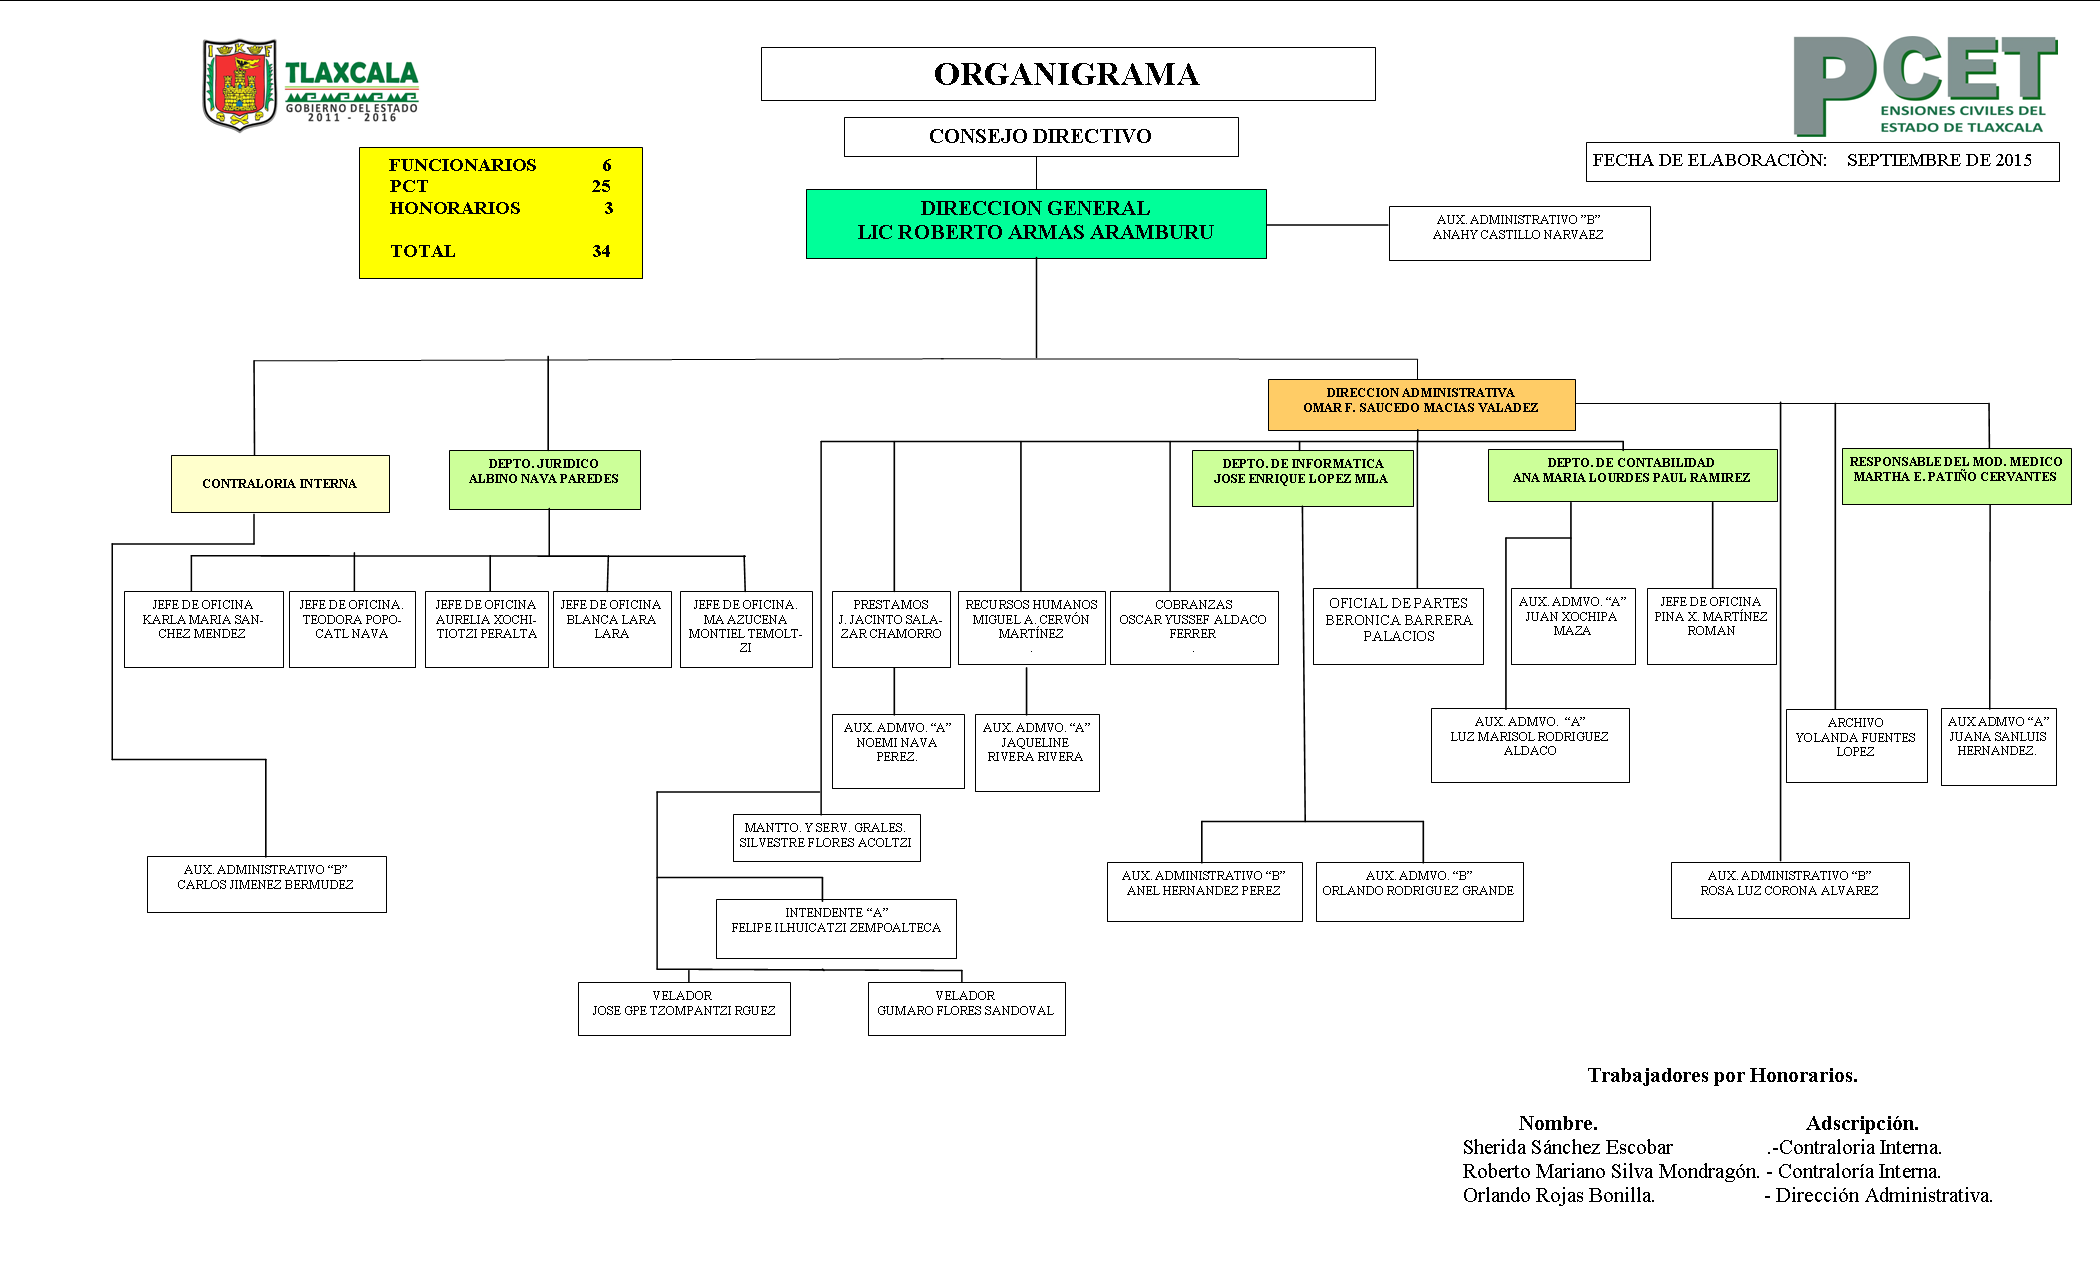 I K F
TLAXCALA
GOBIERNO DEL ESTADO
2011 - 2016
ORGANIGRAMA
PCET
ENSIONES CIVILES DEL
ESTADO DE TLAXCALA
CONSEJO DIRECTIVO
FECHA DE ELABORACIÒN: SEPTIEMBRE DE 2015
FUNCIONARIOS 6
PCT 25
HONORARIOS 3
TOTAL 34
DIRECCION GENERAL
LIC ROBERTO ARMAS ARAMBURU
AUX. ADMINISTRATIVO ”B”
ANAHY CASTILLO NARVAEZ
DIRECCION ADMINISTRATIVA
OMAR F. SAUCEDO MACIAS VALADEZ
CONTRALORIA INTERNA
DEPTO. JURIDICO
ALBINO NAVA PAREDES
DEPTO. DE INFORMATICA
JOSE ENRIQUE LOPEZ MILA
DEPTO. DE CONTABILIDAD
ANA MARIA LOURDES PAUL RAMIREZ
RESPONSABLE DEL MOD. MEDICO
MARTHA E. PATIÑO CERVANTES
JEFE DE OFICINA
KARLA MARIA SAN-
CHEZ MENDEZ
JEFE DE OFICINA.
TEODORA POPO-
CATL NAVA
JEFE DE OFICINA
AURELIA XOCHI-
TIOTZI PERALTA
JEFE DE OFICINA
BLANCA LARA
LARA
JEFE DE OFICINA.
MA AZUCENA
MONTIEL TEMOLT-
ZI
PRESTAMOS
J. JACINTO SALA-
ZAR CHAMORRO
RECURSOS HUMANOS
MIGUEL A. CERVÓN
MARTÍNEZ
.
COBRANZAS
OSCAR YUSSEF ALDACO
FERRER
.
OFICIAL DE PARTES
BERONICA BARRERA
PALACIOS
AUX. ADMVO. “A”
JUAN XOCHIPA
MAZA
JEFE DE OFICINA
PINA X. MARTÍNEZ
ROMAN
AUX. ADMVO. “A”
NOEMI NAVA
PEREZ.
AUX. ADMVO. “A”
JAQUELINE
RIVERA RIVERA
AUX. ADMVO. “A”
LUZ MARISOL RODRIGUEZ
ALDACO
ARCHIVO
YOLANDA FUENTES
LOPEZ
AUX ADMVO “A”
JUANA SANLUIS
HERNANDEZ.
MANTTO. Y SERV. GRALES.
SILVESTRE FLORES ACOLTZI
AUX. ADMINISTRATIVO “B”
CARLOS JIMENEZ BERMUDEZ
AUX. ADMINISTRATIVO “B”
ANEL HERNANDEZ PEREZ
AUX. ADMVO. “B”
ORLANDO RODRIGUEZ GRANDE
AUX. ADMINISTRATIVO “B”
ROSA LUZ CORONA ALVAREZ
INTENDENTE “A”
FELIPE ILHUICATZI ZEMPOALTECA
VELADOR
JOSE GPE TZOMPANTZI RGUEZ
VELADOR
GUMARO FLORES SANDOVAL
Trabajadores por Honorarios.
Nombre. Adscripción.
Sherida Sánchez Escobar .-Contraloria Interna.
Roberto Mariano Silva Mondragón. - Contraloría Interna.
Orlando Rojas Bonilla. - Dirección Administrativa.